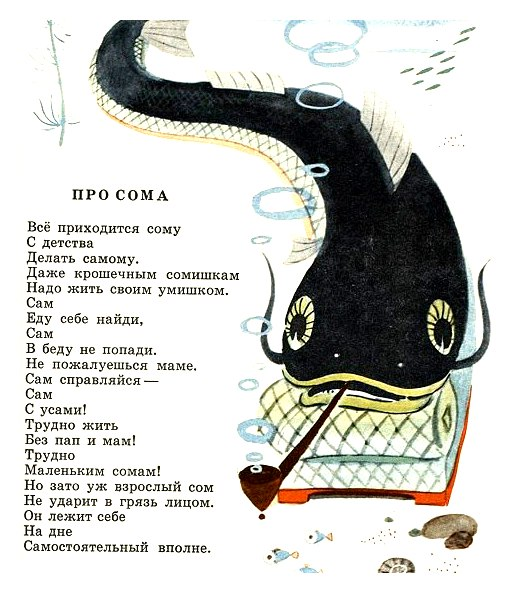 ПРО СОМА
Всё приходится сому
С детства
Делать самому.
Даже крошечным сомишкам
Надо жить своим умишком.
Сам
Еду себе найди,
Сам
В беду не попади.
Не пожалуешься маме.
Сам справляйся —
Сам
С усами!
Трудно жить
Без пап и мам!
Трудно
Маленьким сомам!
Но зато уж взрослый сом
Не ударит в грязь лицом.
Он лежит себе
На дне
Самостоятельный вполне.